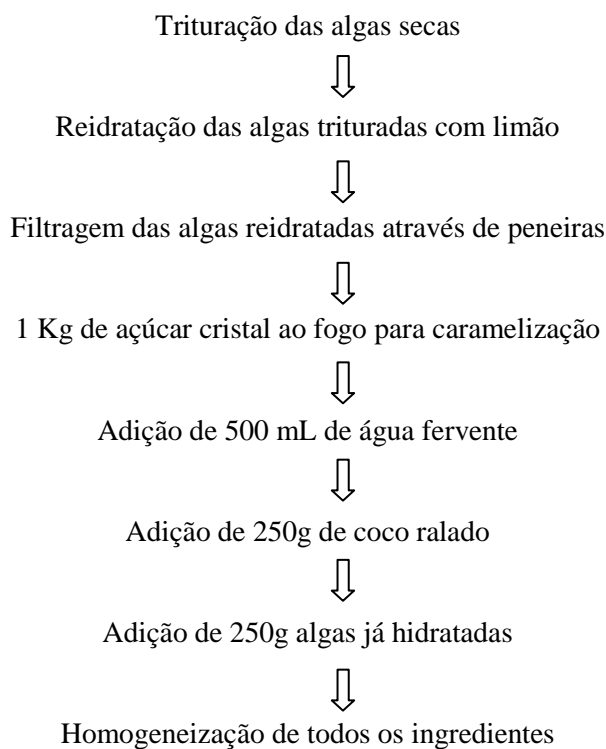 Trituração das algas secas
Reidratação das algas trituradas com limão
Filtragem das algas reidratadas através de peneiras
1 Kg de açúcar cristal ao fogo para caramelização
Adição de 500 mL de água fervente
Adição de 250g de coco ralado
Adição de 250g algas já hidratadas
Homogeneização de todos os ingredientes